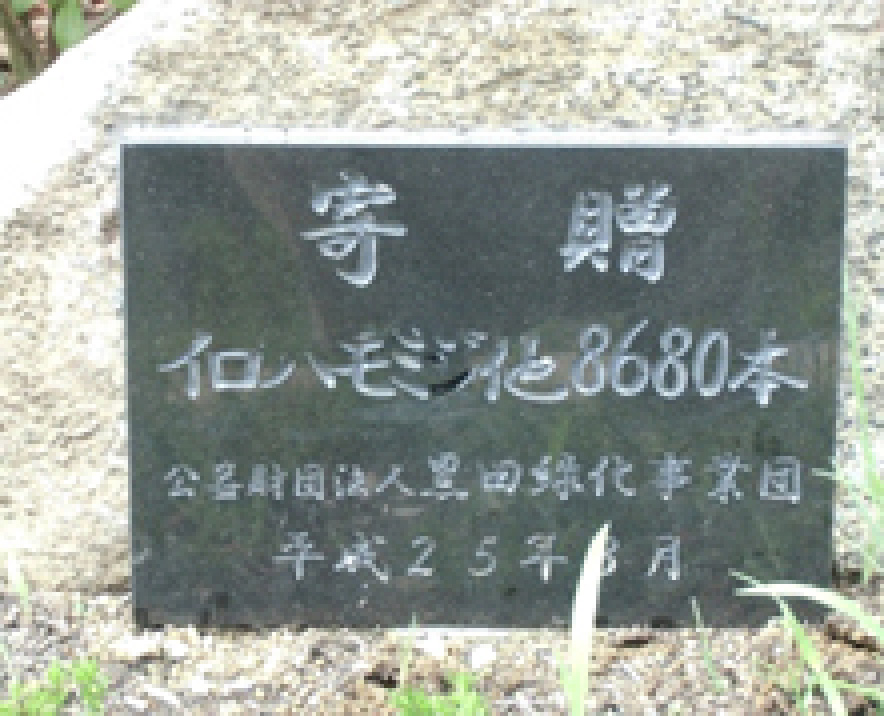 寄贈
イロハモミジ他8680本
公益財団法人黒田緑化事業団
平成25年3月